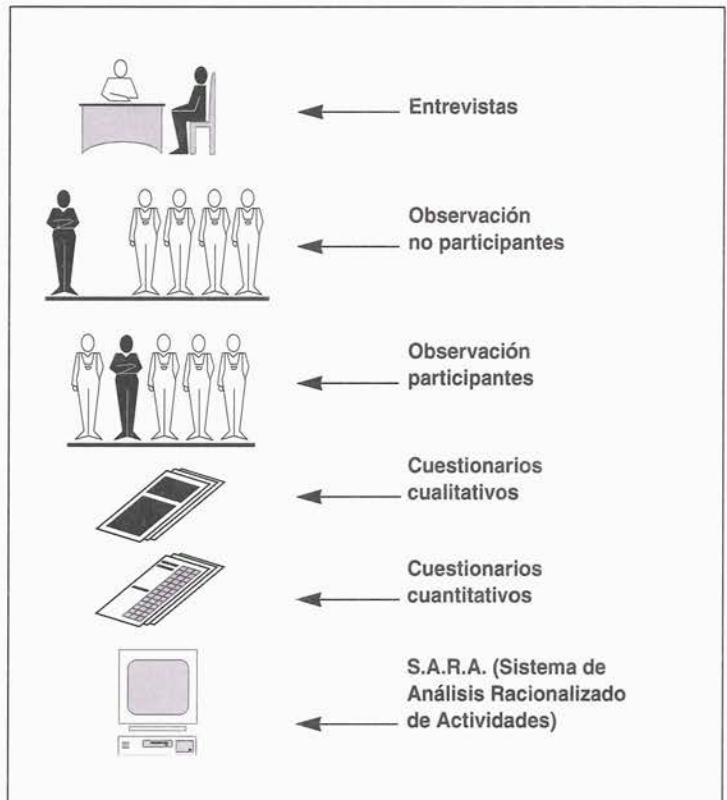 Entrevistas
Observación
no participantes
Observación
participantes
Cuestionarios
cualitativos
Cuestionarios
cuantitativos
S.A.R.A. (Sistema de
Análisis Racionalizado
de Actividades)